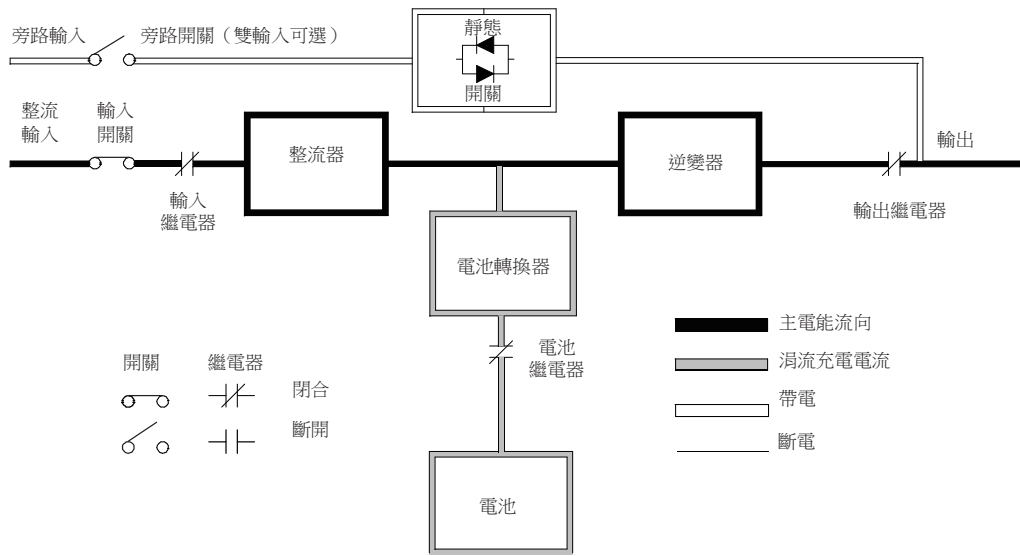 旁路輸入
旁路開關（雙輸入可選）
靜態
開關
整流
輸入
輸入
開關
整流器
逆變器
輸出
輸入
繼電器
輸出繼電器
電池轉換器
電池
繼電器
電池
開關
繼電器
閉合
斷開
主電能流向
涓流充電電流
帶電
斷電